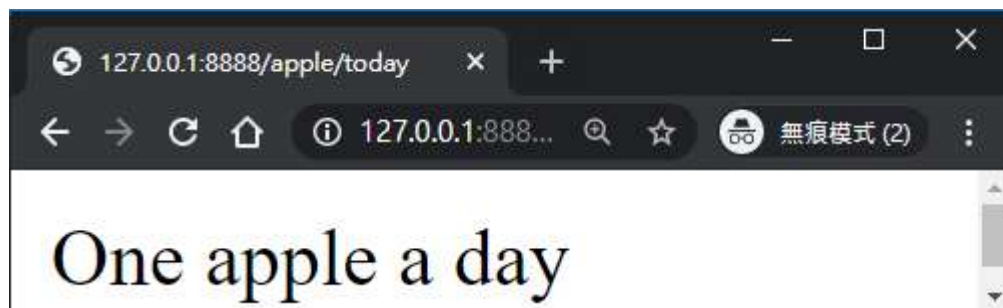 127.0.0.1:8888/apple/today
127.0.0.1:888... 無痕模式 (2)
One apple a day